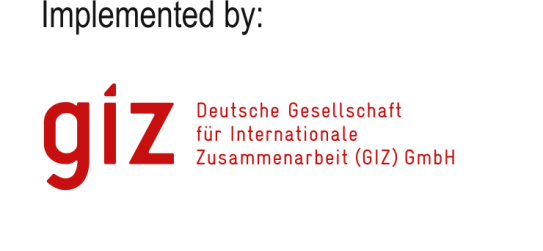 Implemented by:
giz
Deutsche Gesellschaft
für Internationale
Zusammenarbeit (GIZ) GmbH